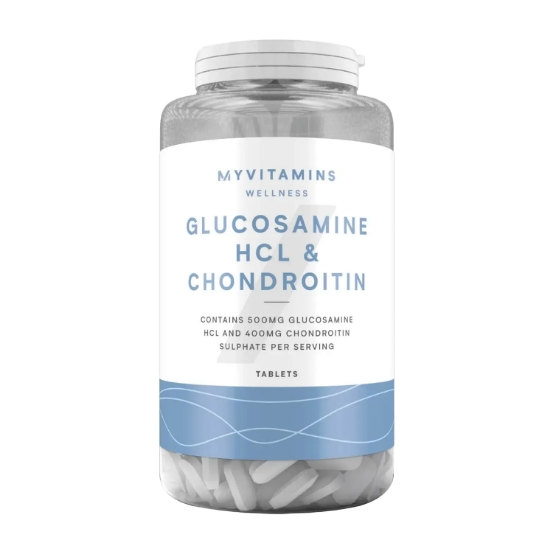 MYVITAMINS
WELLNESS
GLUCOSAMINE
HCL &
CHONDROITIN
CONTAINS 500MG GLUCOSAMINE
HCL AND 400MG CHONDROITIN
SULPHATE PER SERVING
TABLETS